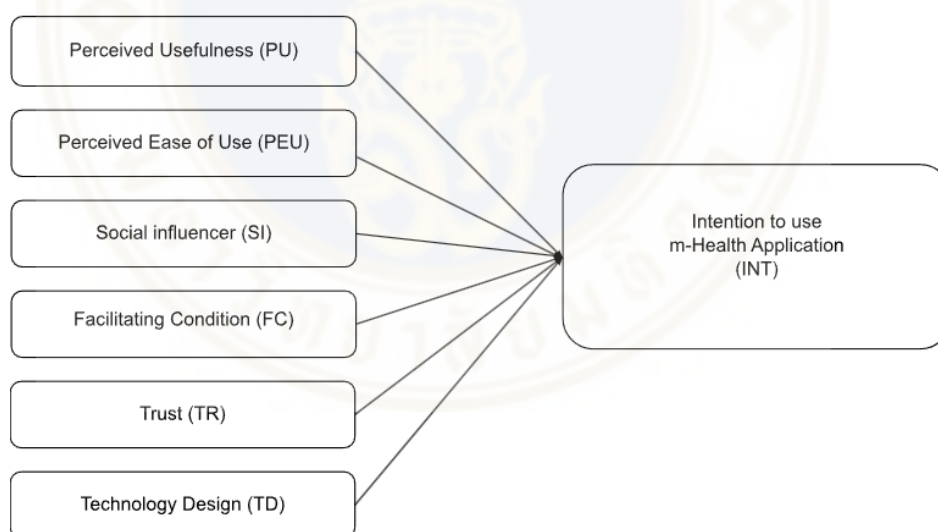 Perceived Usefulness (PU)
Perceived Ease of Use (PEU)
Social influencer (SI)
Facilitating Condition (FC)
Trust (TR)
Technology Design (TD)
Intention to use
m-Health Application
(INT)